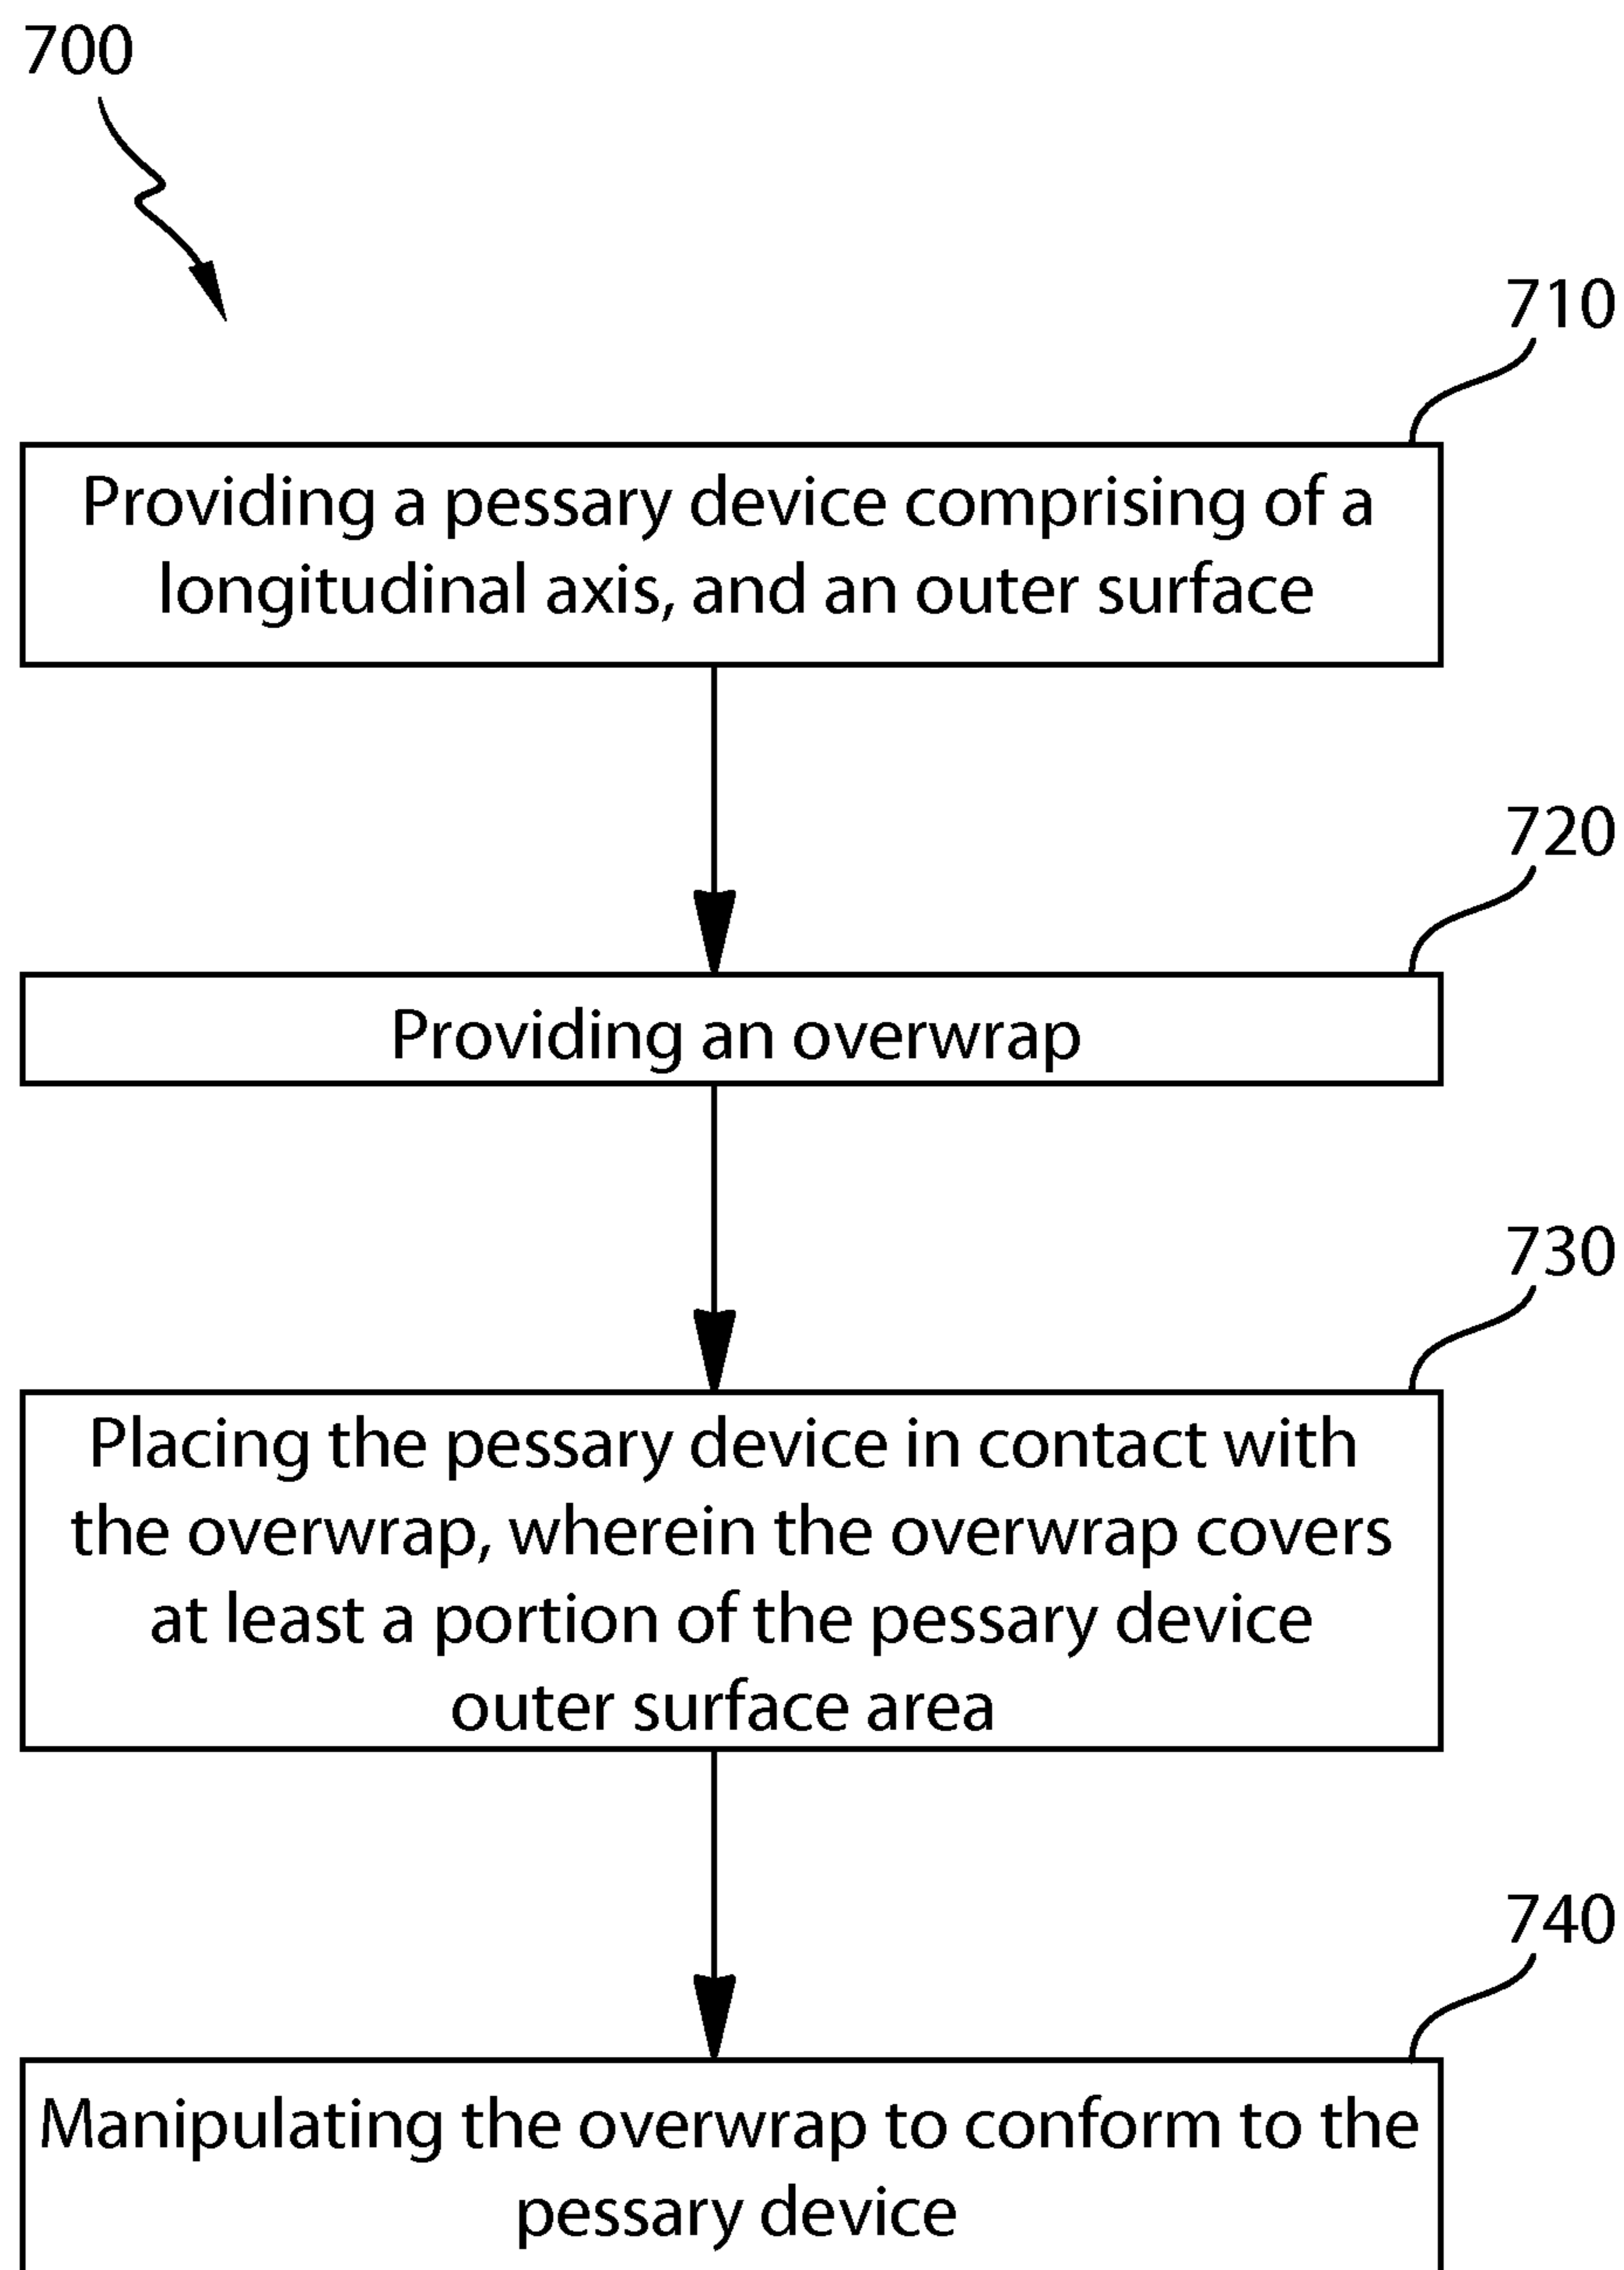 700
710
Providing a pessary device comprising of a
longitudinal axis, and an outer surface
720
Providing an overwrap
730
Placing the pessary device in contact with
the overwrap, wherein the overwrap covers
at least a portion of the pessary device
outer surface area
740
Manipulating the overwrap to conform to the
pessary device